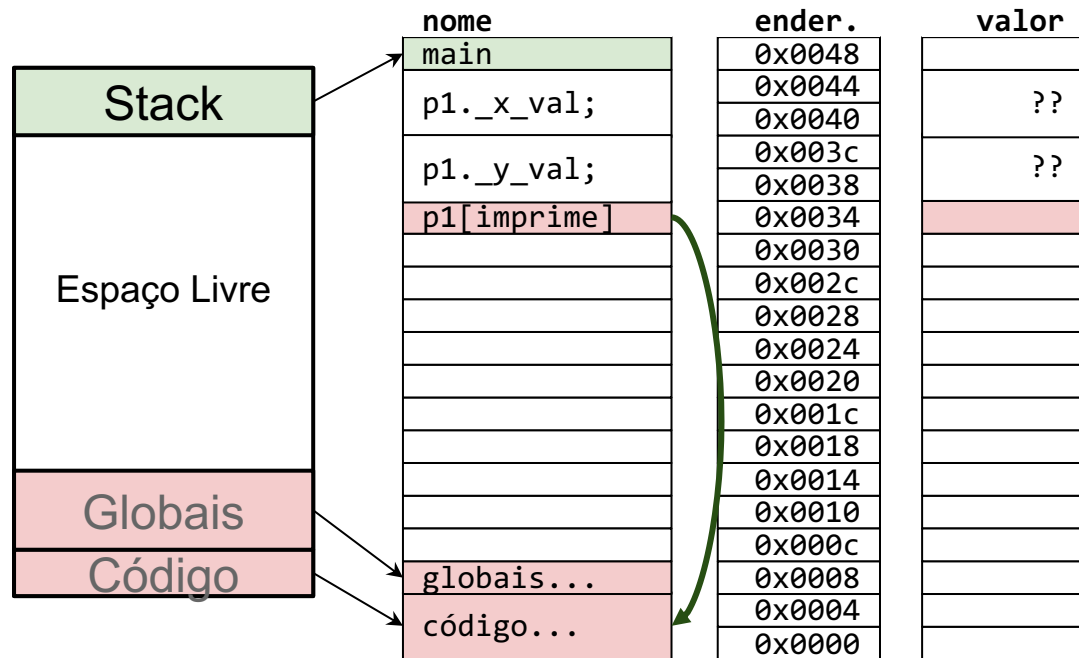 nome ender. valor
main 0x0048
Stack
p1._x_val; 0x0044 ??
0x0040
p1._y_val; 0x003c ??
0x0038
p1[imprime] 0x0034
0x0030
Espaço Livre 0x002c
0x0028
0x0024
0x0020
0x001c
0x0018
Globais 0x0014
0x0010
0x000c
Código globais... 0x0008
código... 0x0004
0x0000